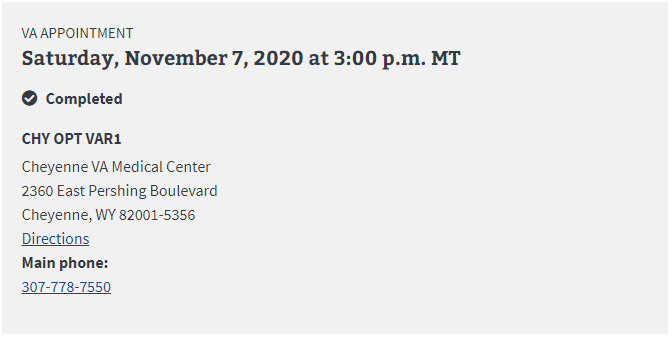 VA APPOINTMENT
Saturday, November 7, 2020 at 3:00 p.m. MT
Completed
CHY OPT VAR1
Cheyenne VA Medical Center
2360 East Pershing Boulevard
Cheyenne, WY 82001-5356
Directions
Main phone:
307-778-7550